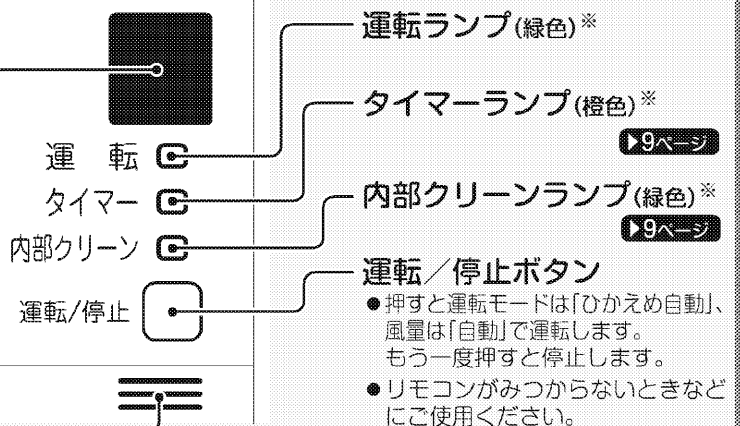 運転ランプ(緑色)※
タイマーランプ(橙色)※
▶9ページ
運 転
タイマー
内部クリーン
運転/停止
内部クリーンランプ(緑色)※
▶9ページ
運転／停止ボタン
●押すと運転モードは「ひかえめ自動」、
風量は「自動」で運転します。
もう一度押すと停止します。
●リモコンがみつからないときなど
にご使用ください。